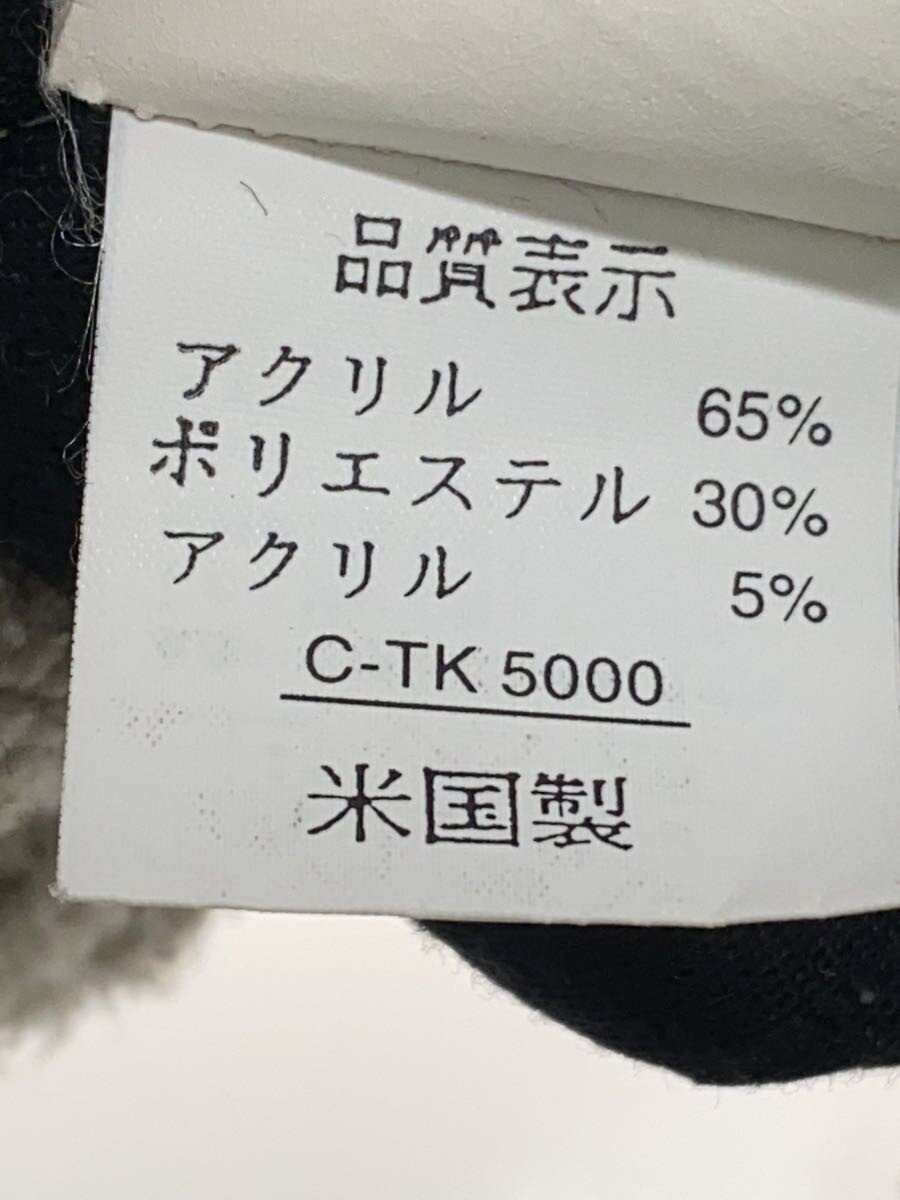 品質表示
アクリル 65%
ポリエステル 30%
アクリル 5%
C-TK 5000
米国製